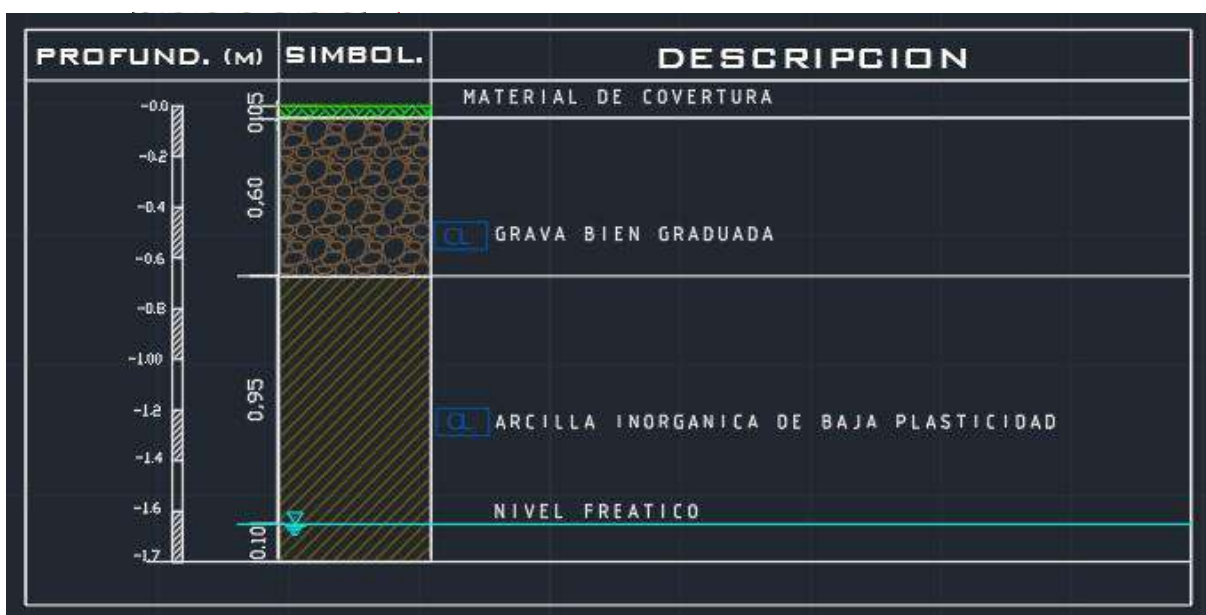 PROFUND. (M) SIMBOL. DESCRIPCION
-0.0 0,05 MATERIAL DE COVERTURA
-0.2
-0.4 0,60
CL GRAVA BIEN GRADUADA
-0.6
-0.8
-1.00
-1.2 0,95
CL ARCILLA INORGANICA DE BAJA PLASTICIDAD
-1.4
-1.6 NIVEL FREATICO
-1.7 0.10